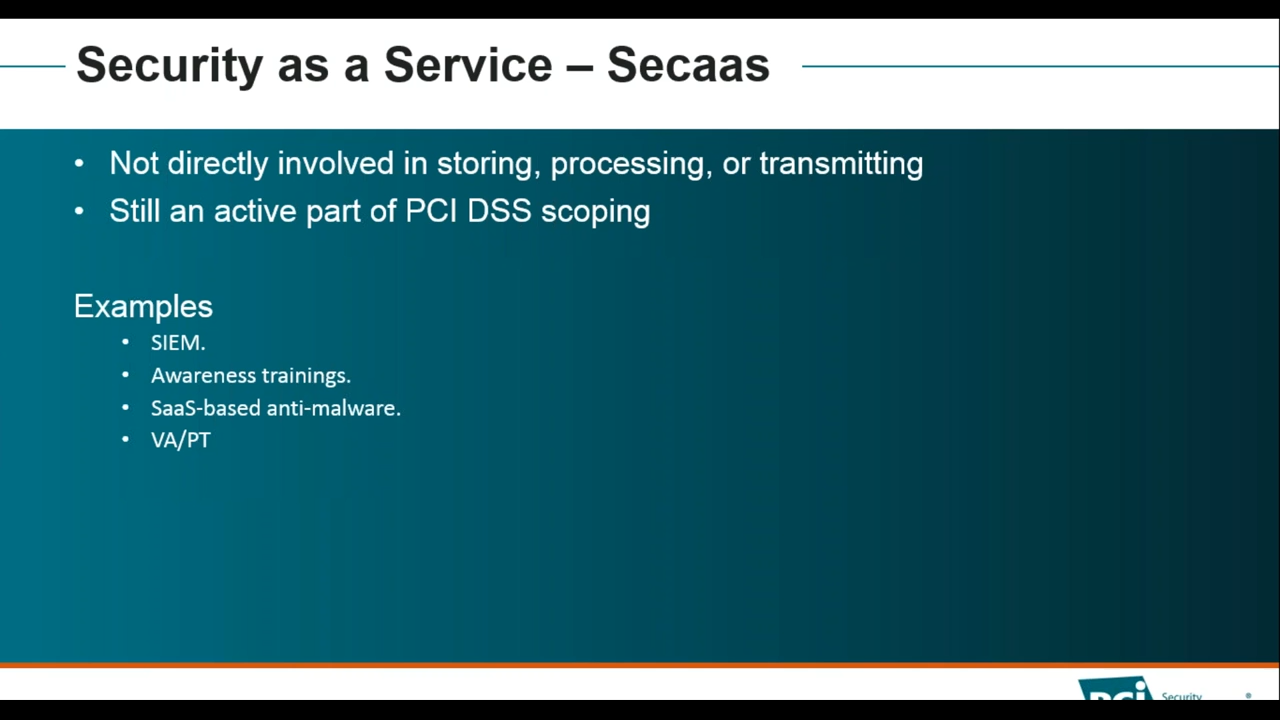 Security as a Service – Secaas
• Not directly involved in storing, processing, or transmitting
• Still an active part of PCI DSS scoping
Examples
• SIEM.
• Awareness trainings.
• SaaS-based anti-malware.
• VA/PT
PCi Security ®